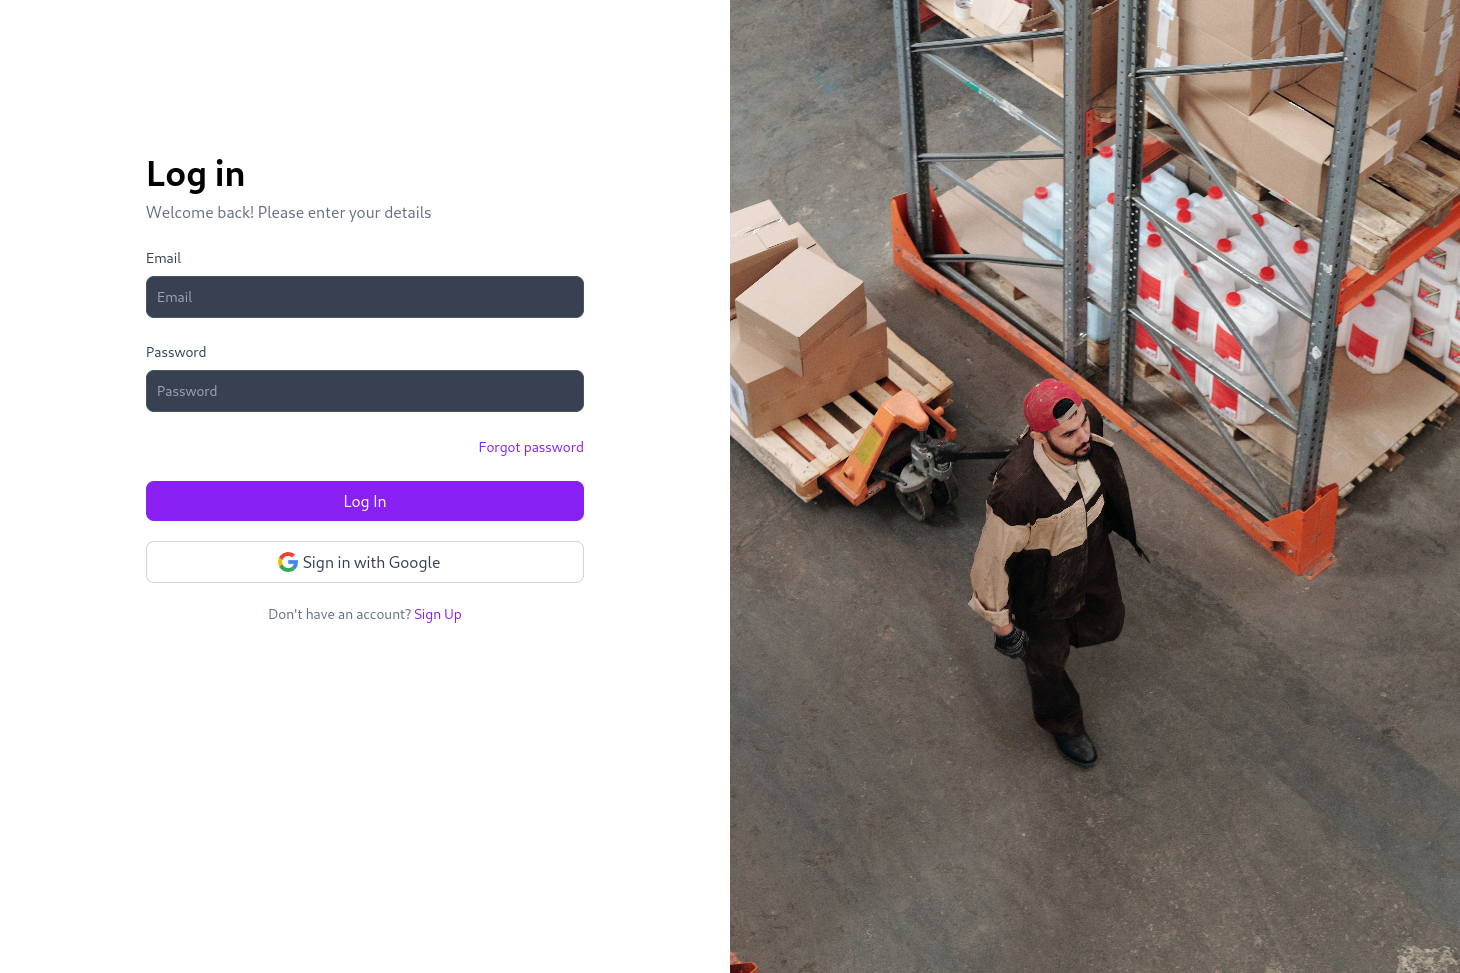 Log in
Welcome back! Please enter your details
Email
Email
Password
Password
Forgot password
Log In
Sign in with Google
Don't have an account? Sign Up